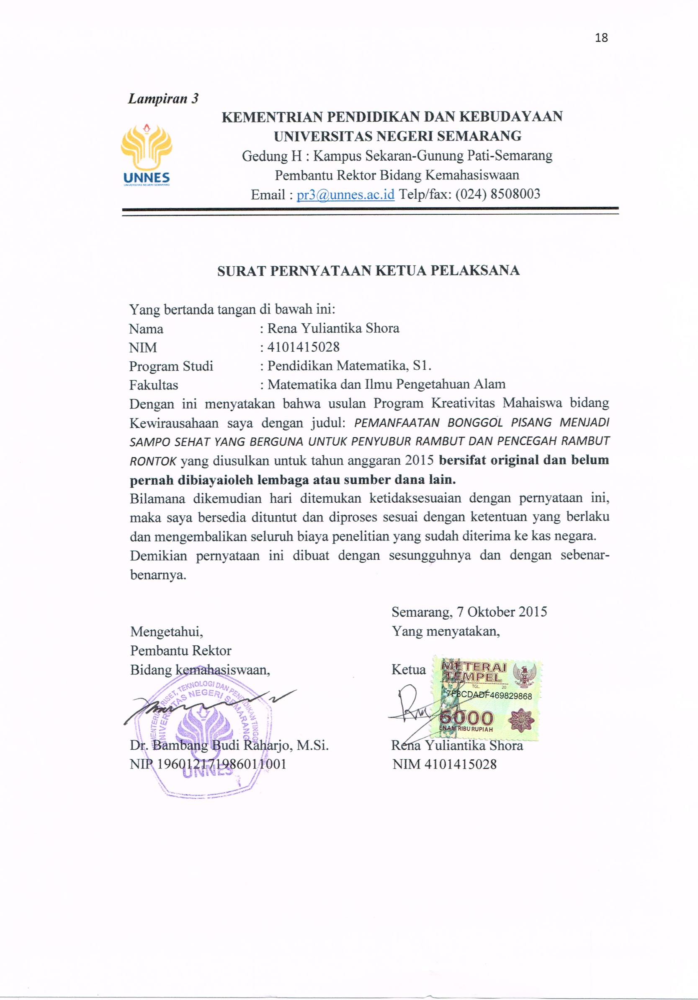 18
Lampiran 3
KEMENTRIAN PENDIDIKAN DAN KEBUDAYAAN
UNIVERSITAS NEGERI SEMARANG
Gedung H : Kampus Sekaran-Gunung Pati-Semarang
Pembantu Rektor Bidang Kemahasiswaan
Email : pr3@unnes.ac.id Telp/fax: (024) 8508003
UNNES
UNIVERSITAS NEGERI SEMARANG
SURAT PERNYATAAN KETUA PELAKSANA
Yang bertanda tangan di bawah ini:
Nama : Rena Yuliantika Shora
NIM : 4101415028
Program Studi : Pendidikan Matematika, S1.
Fakultas : Matematika dan Ilmu Pengetahuan Alam
Dengan ini menyatakan bahwa usulan Program Kreativitas Mahaiswa bidang
Kewirausahaan saya dengan judul: PEMANFAATAN BONGGOL PISANG MENJADI
SAMPO SEHAT YANG BERGUNA UNTUK PENYUBUR RAMBUT DAN PENCEGAH RAMBUT
RONTOK yang diusulkan untuk tahun anggaran 2015 bersifat original dan belum
pernah dibiayaioleh lembaga atau sumber dana lain.
Bilamana dikemudian hari ditemukan ketidaksesuaian dengan pernyataan ini,
maka saya bersedia dituntut dan diproses sesuai dengan ketentuan yang berlaku
dan mengembalikan seluruh biaya penelitian yang sudah diterima ke kas negara.
Demikian pernyataan ini dibuat dengan sesungguhnya dan dengan sebenar-
benarnya.
Semarang, 7 Oktober 2015
Mengetahui, Yang menyatakan,
Pembantu Rektor
Bidang kemahasiswaan, Ketua
METERAI
TEMPEL
TGL. 20
7F8CDADF469829868
6000
ENAM RIBU RUPIAH
RISET, TEKNOLOGI DAN PENDIDIKAN TINGGI
UNIVERSITAS NEGERI SEMARANG
UNNES
Dr. Bambang Budi Raharjo, M.Si. Rena Yuliantika Shora
NIP 196012171986011001 NIM 4101415028